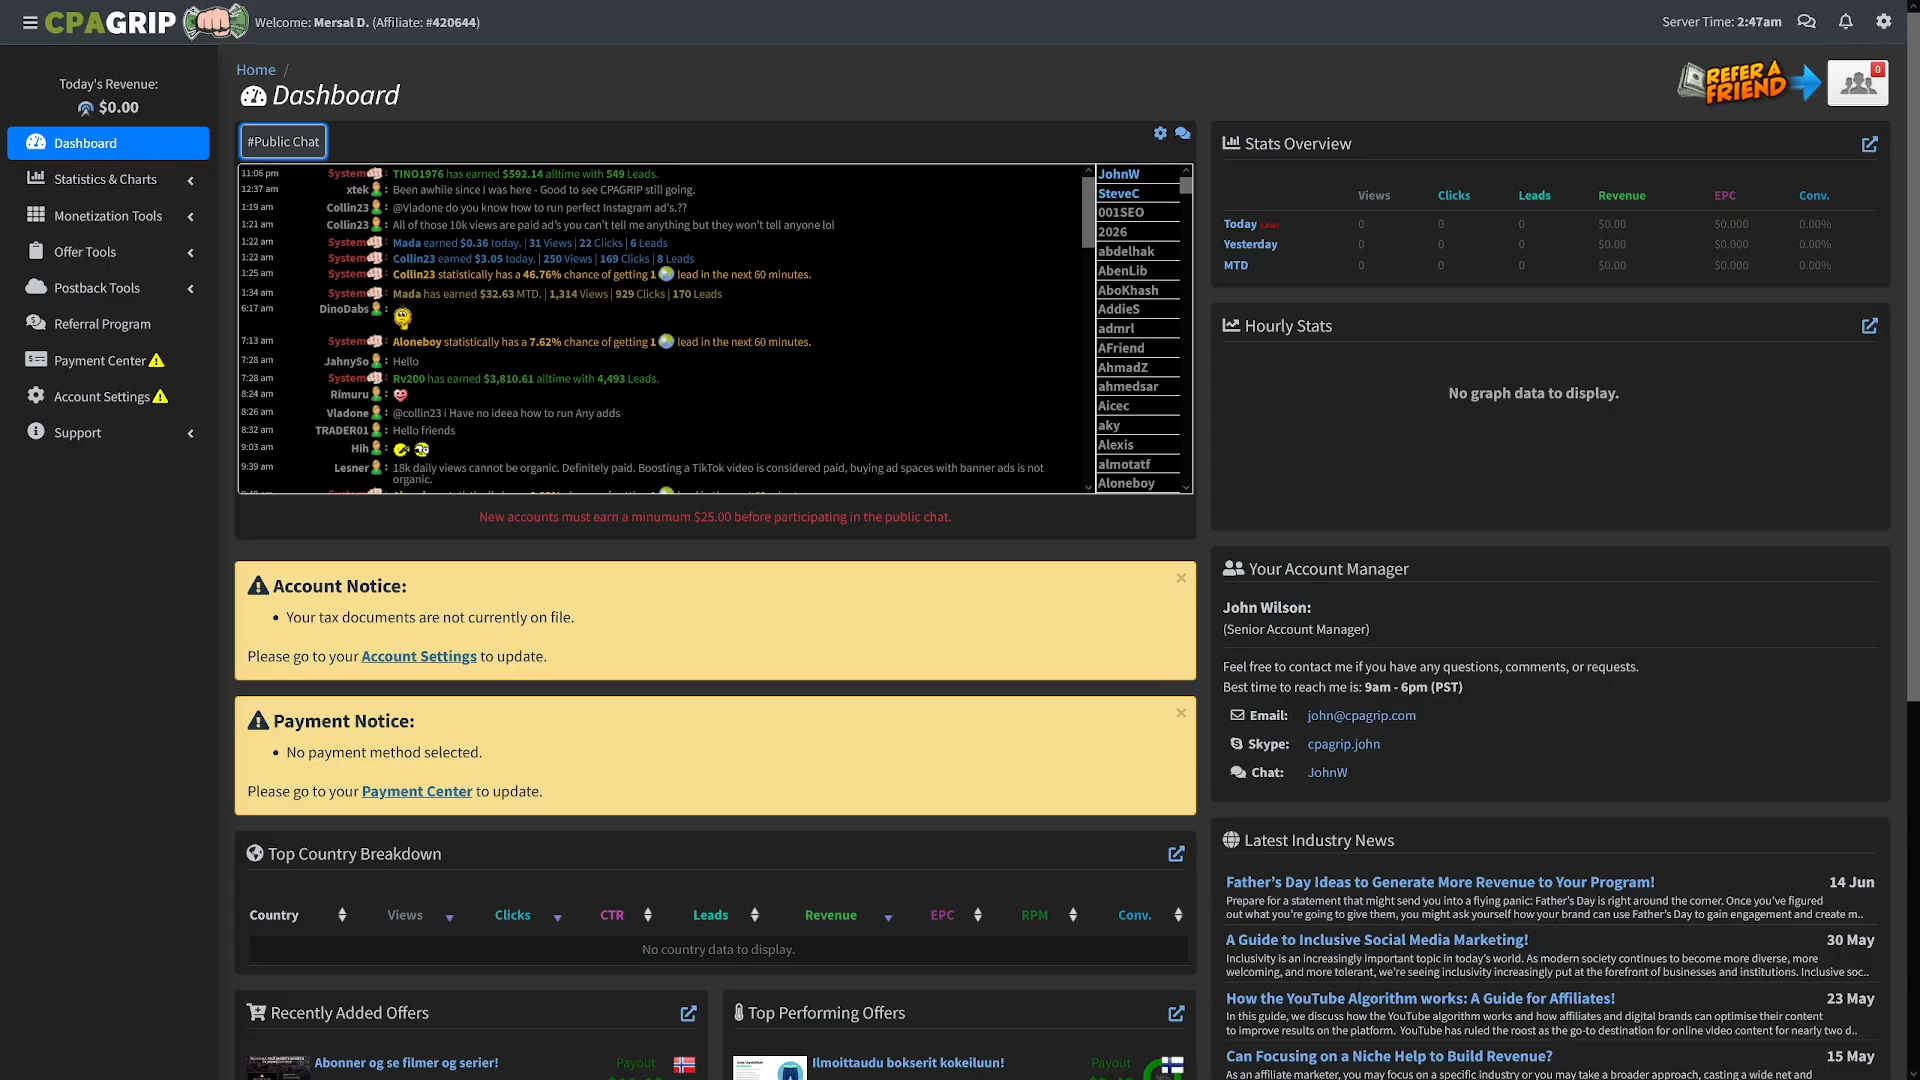 CPAGRIP
Welcome: Mersal D. (Affiliate: #420644)
Server Time: 2:47am
Today's Revenue:
$0.00
Dashboard
Statistics & Charts
Monetization Tools
Offer Tools
Postback Tools
Referral Program
Payment Center
Account Settings
Support
Home /
Dashboard
REFER A FRIEND
0
#Public Chat
11:06 pm System: TINO1976 has earned $592.14 alltime with 549 Leads.
12:37 am xtek: Been awhile since I was here - Good to see CPAGRIP still going.
1:19 am Collin23: @Vladone do you know how to run perfect Instagram ad's.??
1:21 am Collin23: All of those 10k views are paid ad's you can't tell me anything but they won't tell anyone lol
1:22 am System: Mada earned $0.36 today. | 31 Views | 22 Clicks | 6 Leads
1:22 am System: Collin23 earned $3.05 today. | 250 Views | 169 Clicks | 8 Leads
1:25 am System: Collin23 statistically has a 46.76% chance of getting 1 lead in the next 60 minutes.
1:34 am System: Mada has earned $32.63 MTD. | 1,314 Views | 929 Clicks | 170 Leads
6:17 am DinoDabs:
7:13 am System: Aloneboy statistically has a 7.62% chance of getting 1 lead in the next 60 minutes.
7:28 am JahnySo: Hello
7:28 am System: Rv200 has earned $3,810.61 alltime with 4,493 Leads.
8:24 am Rimuru:
8:26 am Vladone: @collin23 i Have no ideea how to run Any adds
8:32 am TRADER01: Hello friends
9:03 am Hih:
9:39 am Lesner: 18k daily views cannot be organic. Definitely paid. Boosting a TikTok video is considered paid, buying ad spaces with banner ads is not
organic.
JohnW
SteveC
001SEO
2026
abdelhak
AbenLib
AboKhash
AddieS
admrl
AFriend
AhmadZ
ahmedsar
Aicec
aky
Alexis
almotatf
Aloneboy
New accounts must earn a minumum $25.00 before participating in the public chat.
Account Notice:
• Your tax documents are not currently on file.
Please go to your Account Settings to update.
Payment Notice:
• No payment method selected.
Please go to your Payment Center to update.
Top Country Breakdown
Country Views Clicks CTR Leads Revenue EPC RPM Conv.
No country data to display.
Recently Added Offers
Abonner og se filmer og serier! Payout
Top Performing Offers
Ilmoittaudu bokserit kokeiluun! Payout
Stats Overview
Views Clicks Leads Revenue EPC Conv.
Today 0 0 0 $0.00 $0.000 0.00%
Yesterday 0 0 0 $0.00 $0.000 0.00%
MTD 0 0 0 $0.00 $0.000 0.00%
Hourly Stats
No graph data to display.
Your Account Manager
John Wilson:
(Senior Account Manager)
Feel free to contact me if you have any questions, comments, or requests.
Best time to reach me is: 9am - 6pm (PST)
Email: john@cpagrip.com
Skype: cpagrip.john
Chat: JohnW
Latest Industry News
Father's Day Ideas to Generate More Revenue to Your Program! 14 Jun
Prepare for a statement that might send you into a flying panic: Father's Day is right around the corner. Once you've figured
out what you're going to give them, you might ask yourself how your brand can use Father's Day to gain engagement and create m..
A Guide to Inclusive Social Media Marketing! 30 May
Inclusivity is an increasingly important topic in today's world. As modern society continues to become more diverse, more
welcoming, and more tolerant, we're seeing inclusivity increasingly put at the forefront of businesses and institutions. Inclusive soc..
How the YouTube Algorithm works: A Guide for Affiliates! 23 May
In this guide, we discuss how the YouTube algorithm works and how affiliates and digital brands can optimise their content
to improve results on the platform. YouTube has ruled the roost as the go-to destination for online video content for nearly two d..
Can Focusing on a Niche Help to Build Revenue? 15 May
As an affiliate marketer, you may focus on a specific industry or you may take a broader approach, casting a wide net and